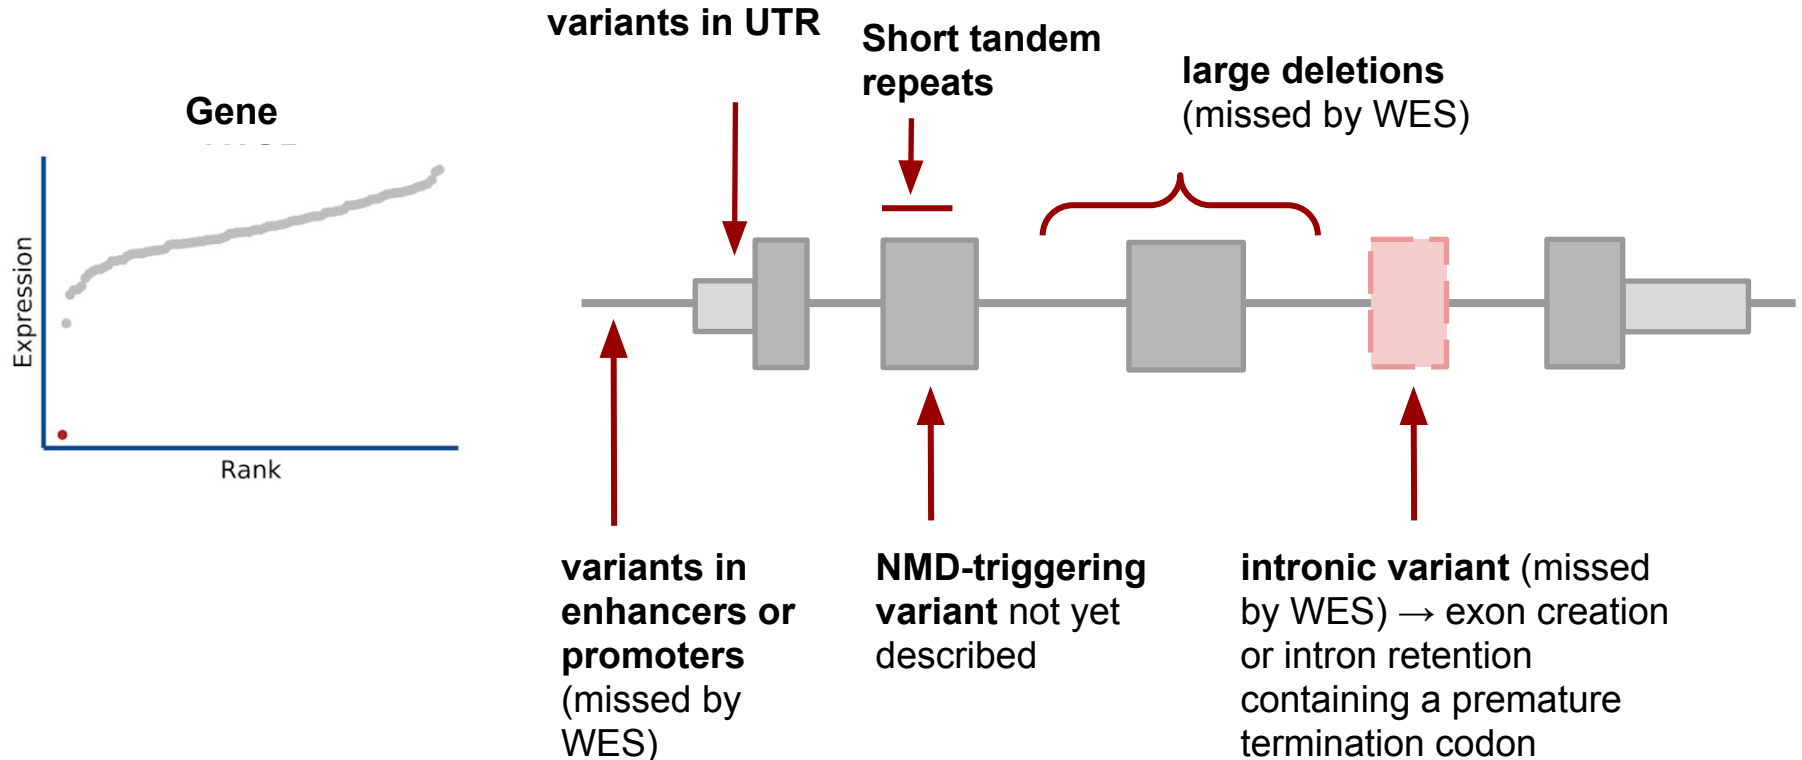 variants in UTR
Short tandem
repeats
large deletions
(missed by WES)
Gene
Expression
Rank
variants in
enhancers or
promoters
(missed by
WES)
NMD-triggering
variant not yet
described
intronic variant (missed
by WES) → exon creation
or intron retention
containing a premature
termination codon